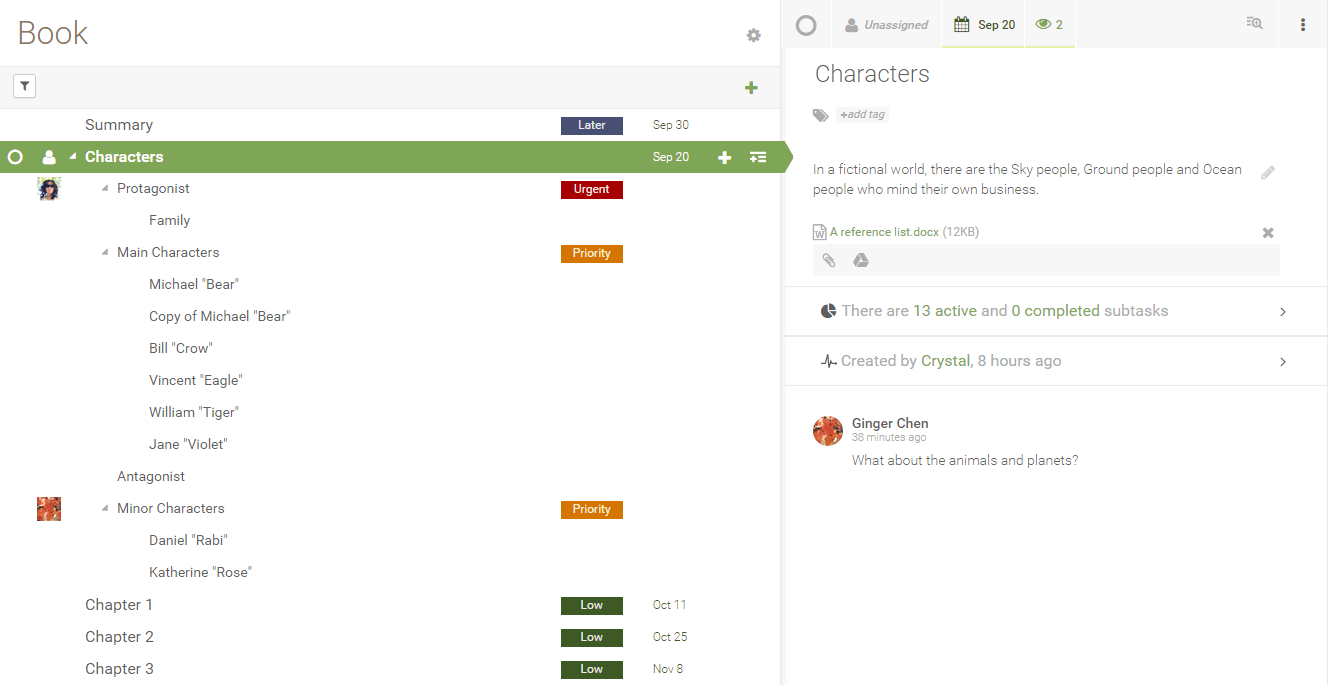 Book
Summary Later Sep 30
Characters Sep 20
Protagonist Urgent
Family
Main Characters Priority
Michael "Bear"
Copy of Michael "Bear"
Bill "Crow"
Vincent "Eagle"
William "Tiger"
Jane "Violet"
Antagonist
Minor Characters Priority
Daniel "Rabi"
Katherine "Rose"
Chapter 1 Low Oct 11
Chapter 2 Low Oct 25
Chapter 3 Low Nov 8
Unassigned Sep 20 2
Characters
+add tag
In a fictional world, there are the Sky people, Ground people and Ocean
people who mind their own business.
A reference list.docx (12KB)
There are 13 active and 0 completed subtasks
Created by Crystal, 8 hours ago
Ginger Chen
38 minutes ago
What about the animals and planets?